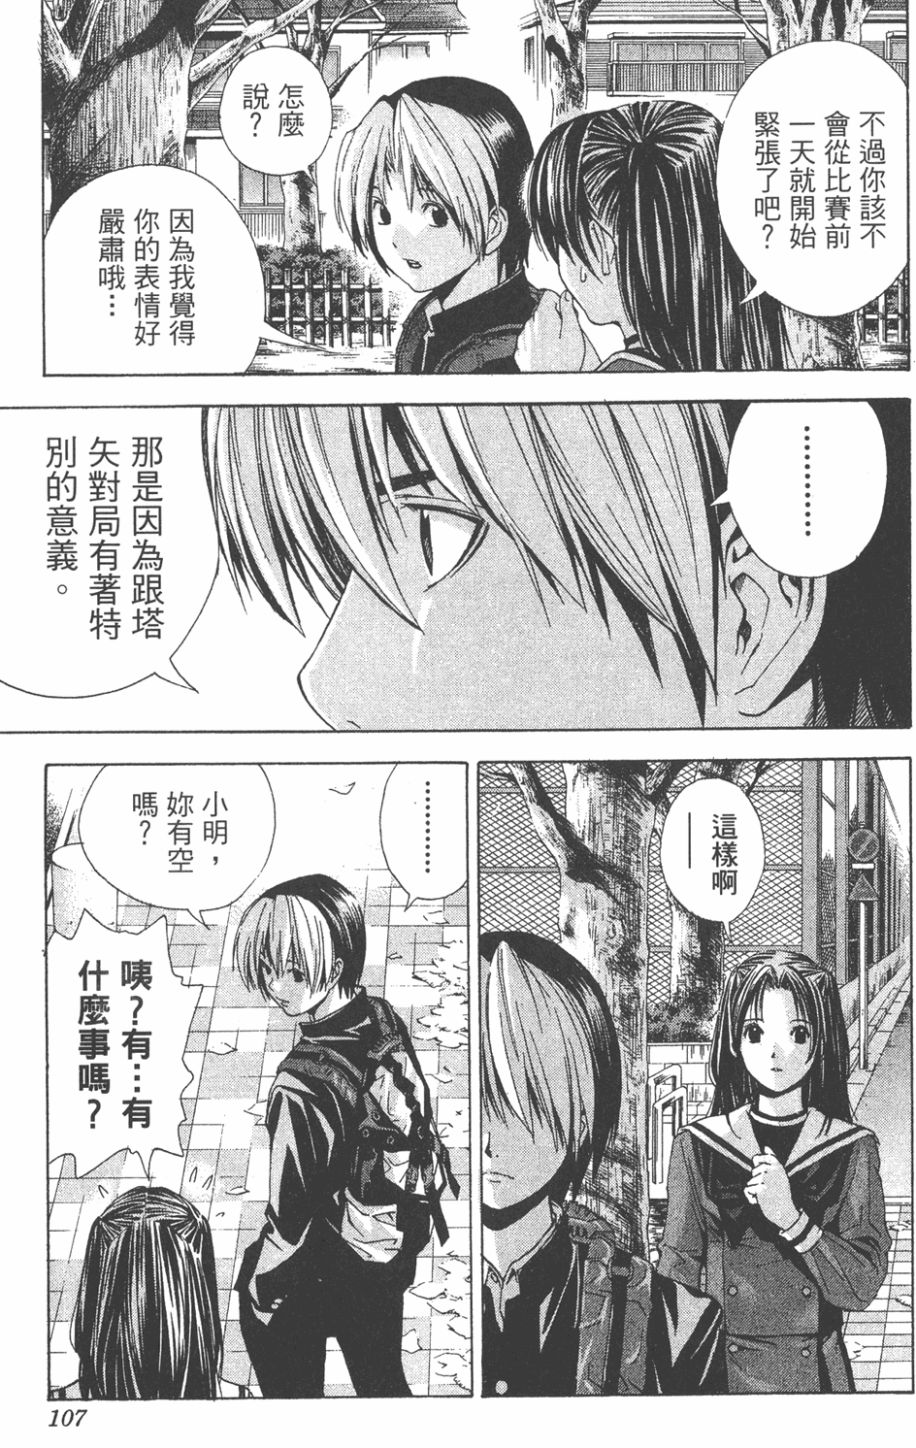 不過你該不
會從比賽前
一天就開始
緊張了吧？
怎麼
說？
因為我覺得
你的表情好
嚴肅哦…
…………
那是因為跟塔
矢對局有著特
別的意義。
這樣啊
——
…………
小明，
妳有空
嗎？
咦？有…有
什麼事嗎？
107